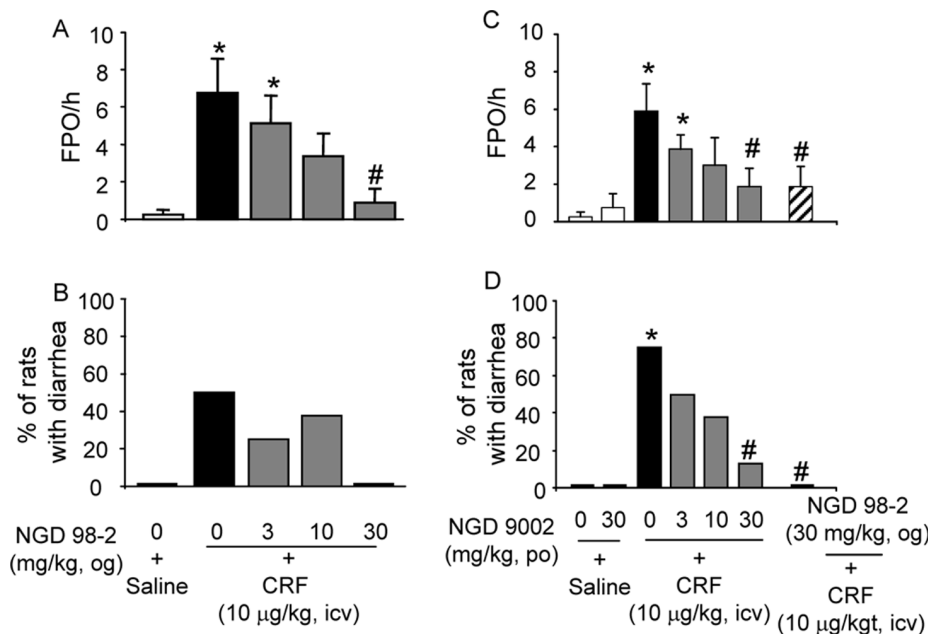 A
10
8
6
4
2
0
FPO/h
*
*
#
B
100
80
60
40
20
0
% of rats
with diarrhea
NGD 98-2
(mg/kg, og)
0
0 3 10 30
+
+
Saline
CRF
(10 µg/kg, icv)
C
10
8
6
4
2
0
FPO/h
*
*
#
#
D
100
80
60
40
20
0
% of rats
with diarrhea
*
#
#
NGD 9002
(mg/kg, po)
0 30
0 3 10 30
+
+
Saline
CRF
(10 µg/kg, icv)
NGD 98-2
(30 mg/kg, og)
+
CRF
(10 µg/kgt, icv)